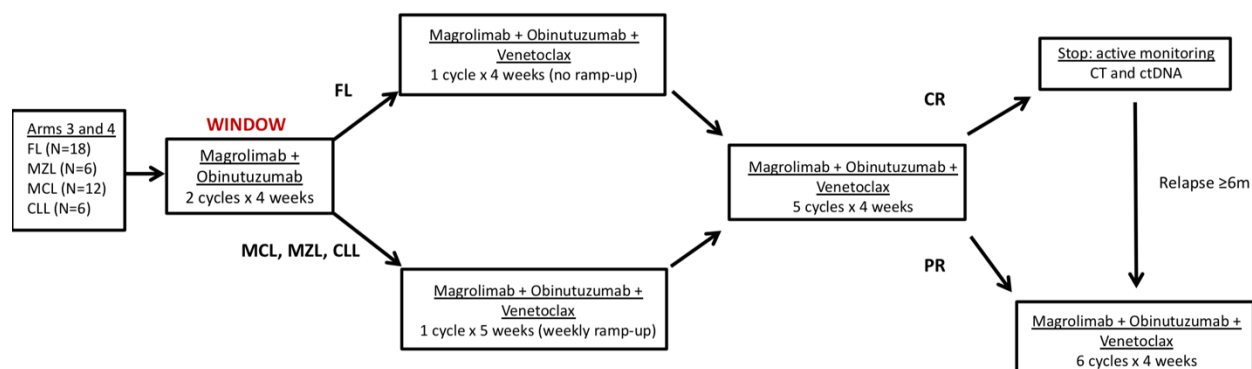 Arms 3 and 4
FL (N=18)
MZL (N=6)
MCL (N=12)
CLL (N=6)
WINDOW
Magrolimab +
Obinutuzumab
2 cycles x 4 weeks
FL
Magrolimab + Obinutuzumab +
Venetoclax
1 cycle x 4 weeks (no ramp-up)
MCL, MZL, CLL
Magrolimab + Obinutuzumab +
Venetoclax
1 cycle x 5 weeks (weekly ramp-up)
Magrolimab + Obinutuzumab +
Venetoclax
5 cycles x 4 weeks
CR
Stop: active monitoring
CT and ctDNA
Relapse ≥6m
PR
Magrolimab + Obinutuzumab +
Venetoclax
6 cycles x 4 weeks